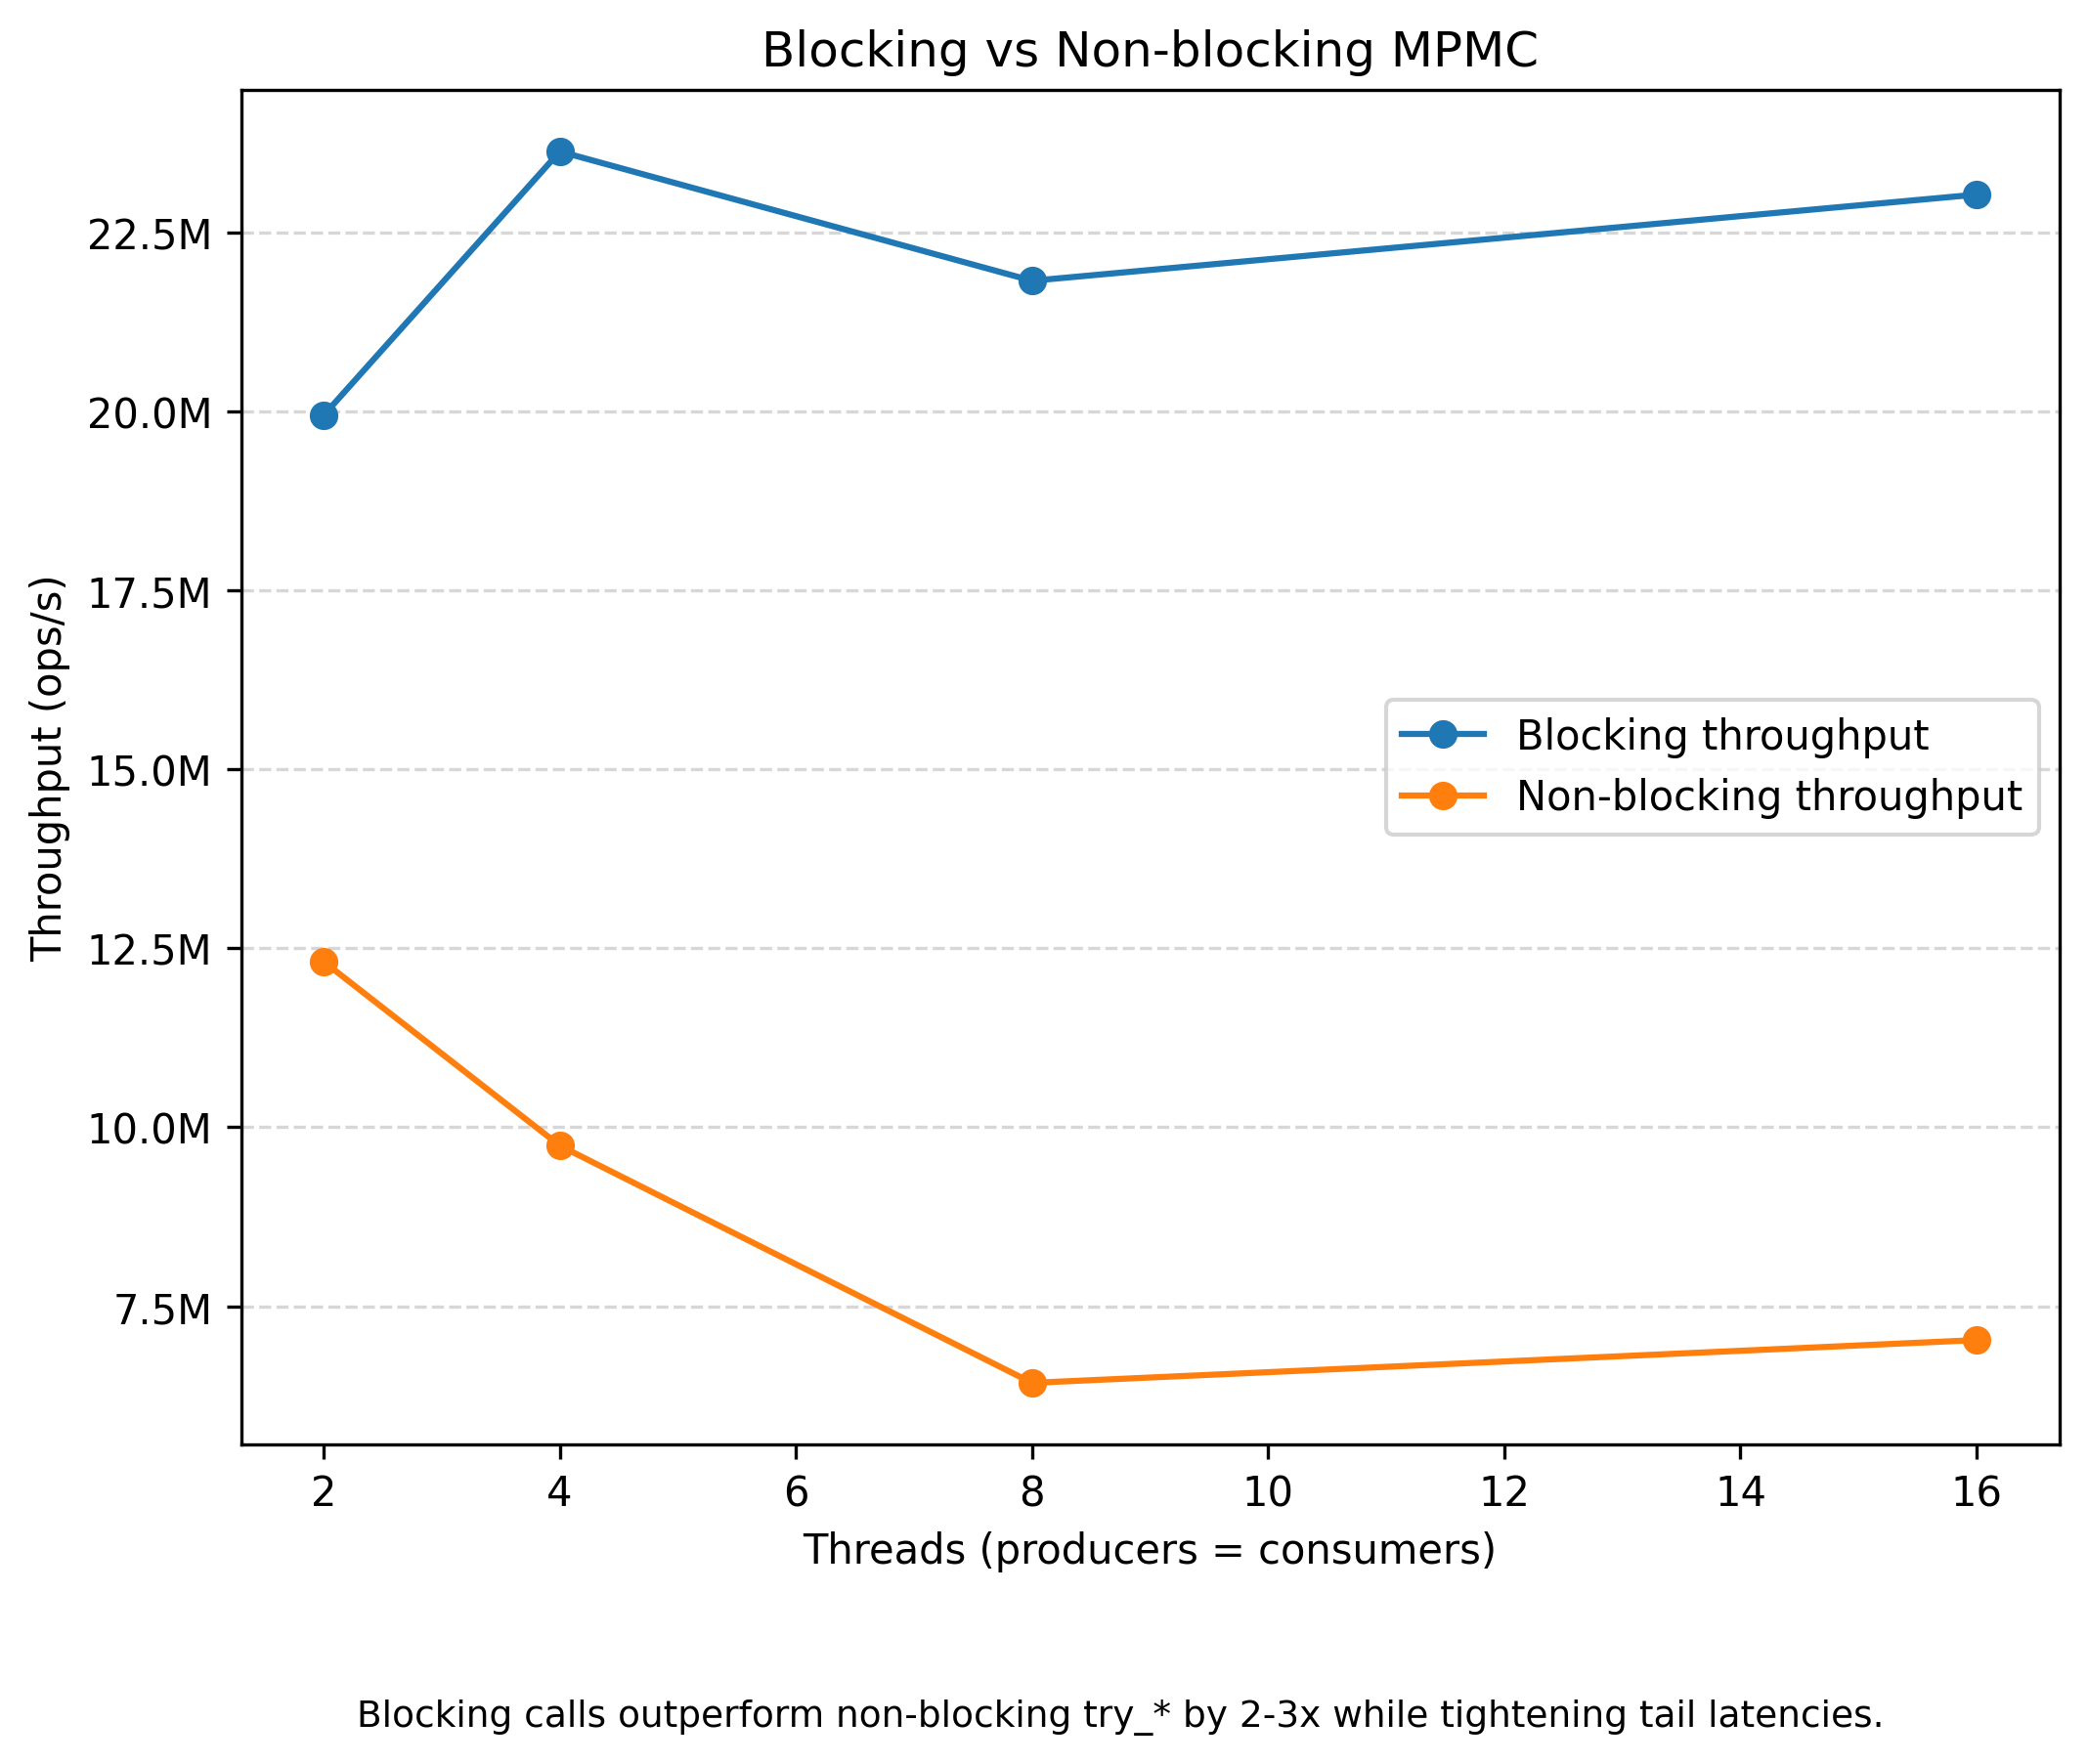 Blocking vs Non-blocking MPMC
22.5M
20.0M
17.5M
15.0M
12.5M
10.0M
7.5M
Throughput (ops/s)
Blocking throughput
Non-blocking throughput
2 4 6 8 10 12 14 16
Threads (producers = consumers)
Blocking calls outperform non-blocking try_* by 2-3x while tightening tail latencies.